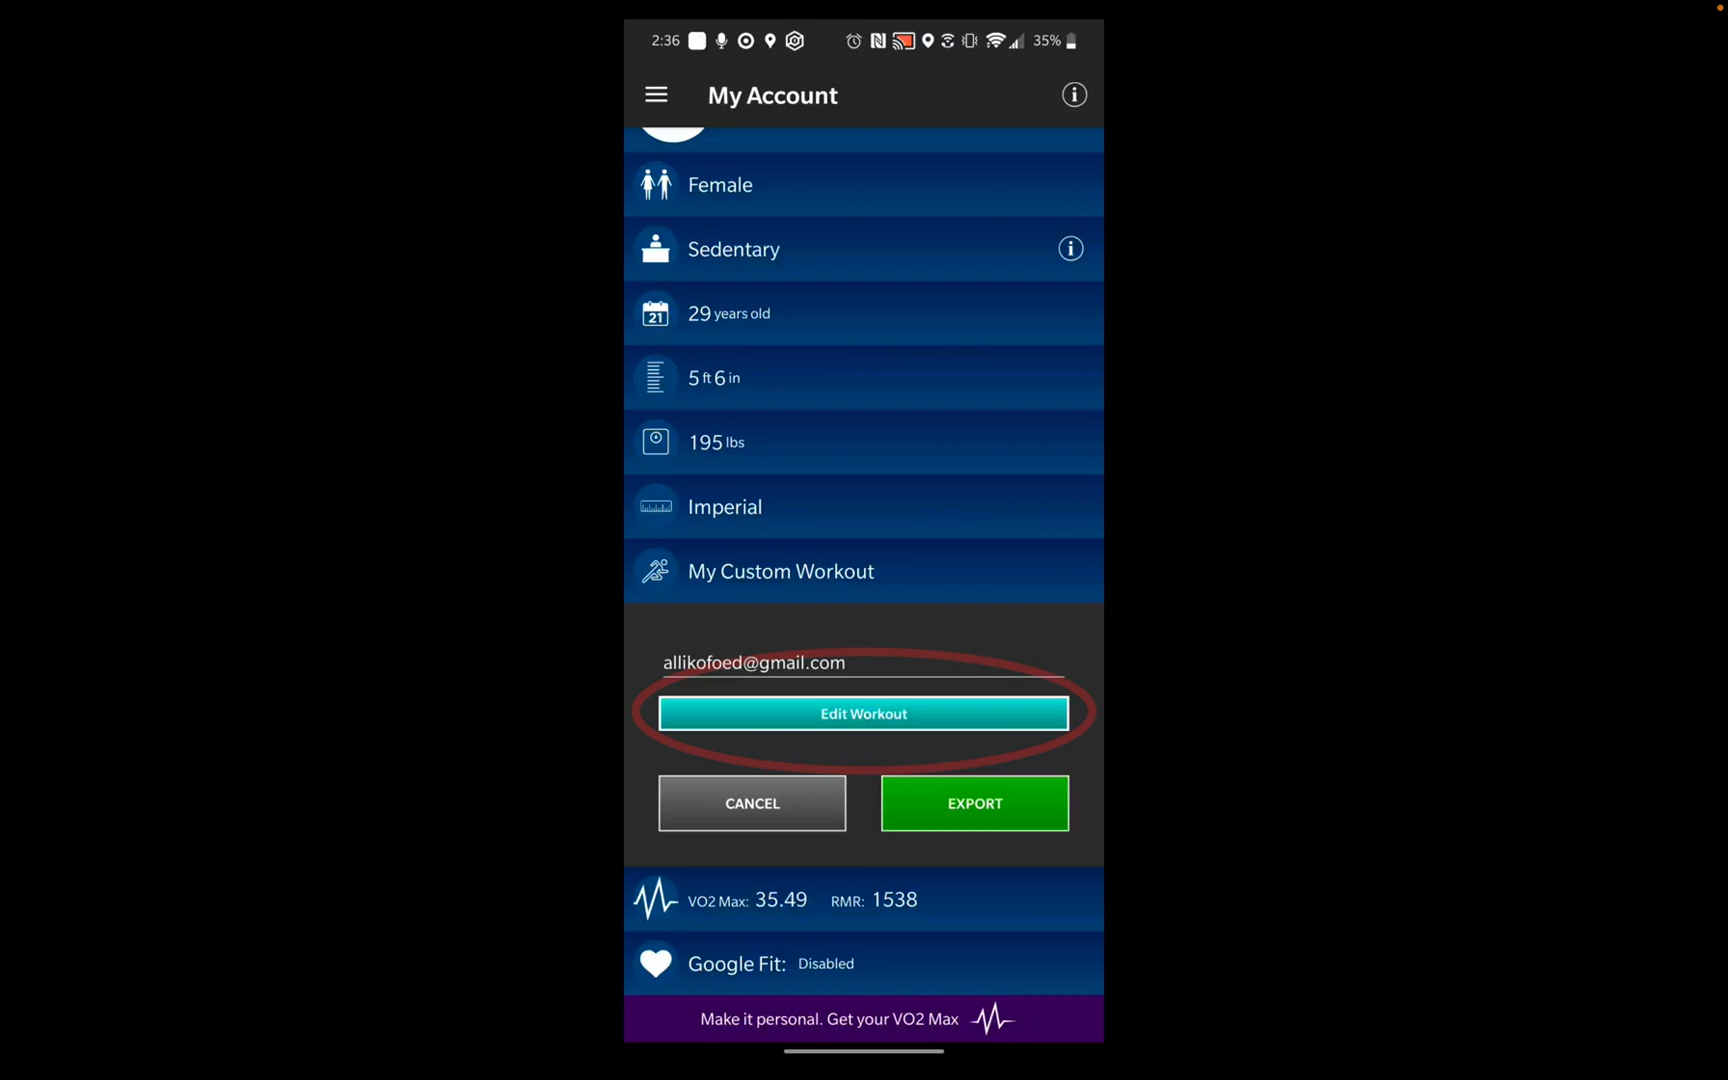 2:36 35%
My Account
Female
Sedentary
21
29 years old
5 ft 6 in
195 lbs
Imperial
My Custom Workout
allikofoed@gmail.com
Edit Workout
CANCEL EXPORT
VO2 Max: 35.49 RMR: 1538
Google Fit: Disabled
Make it personal. Get your VO2 Max